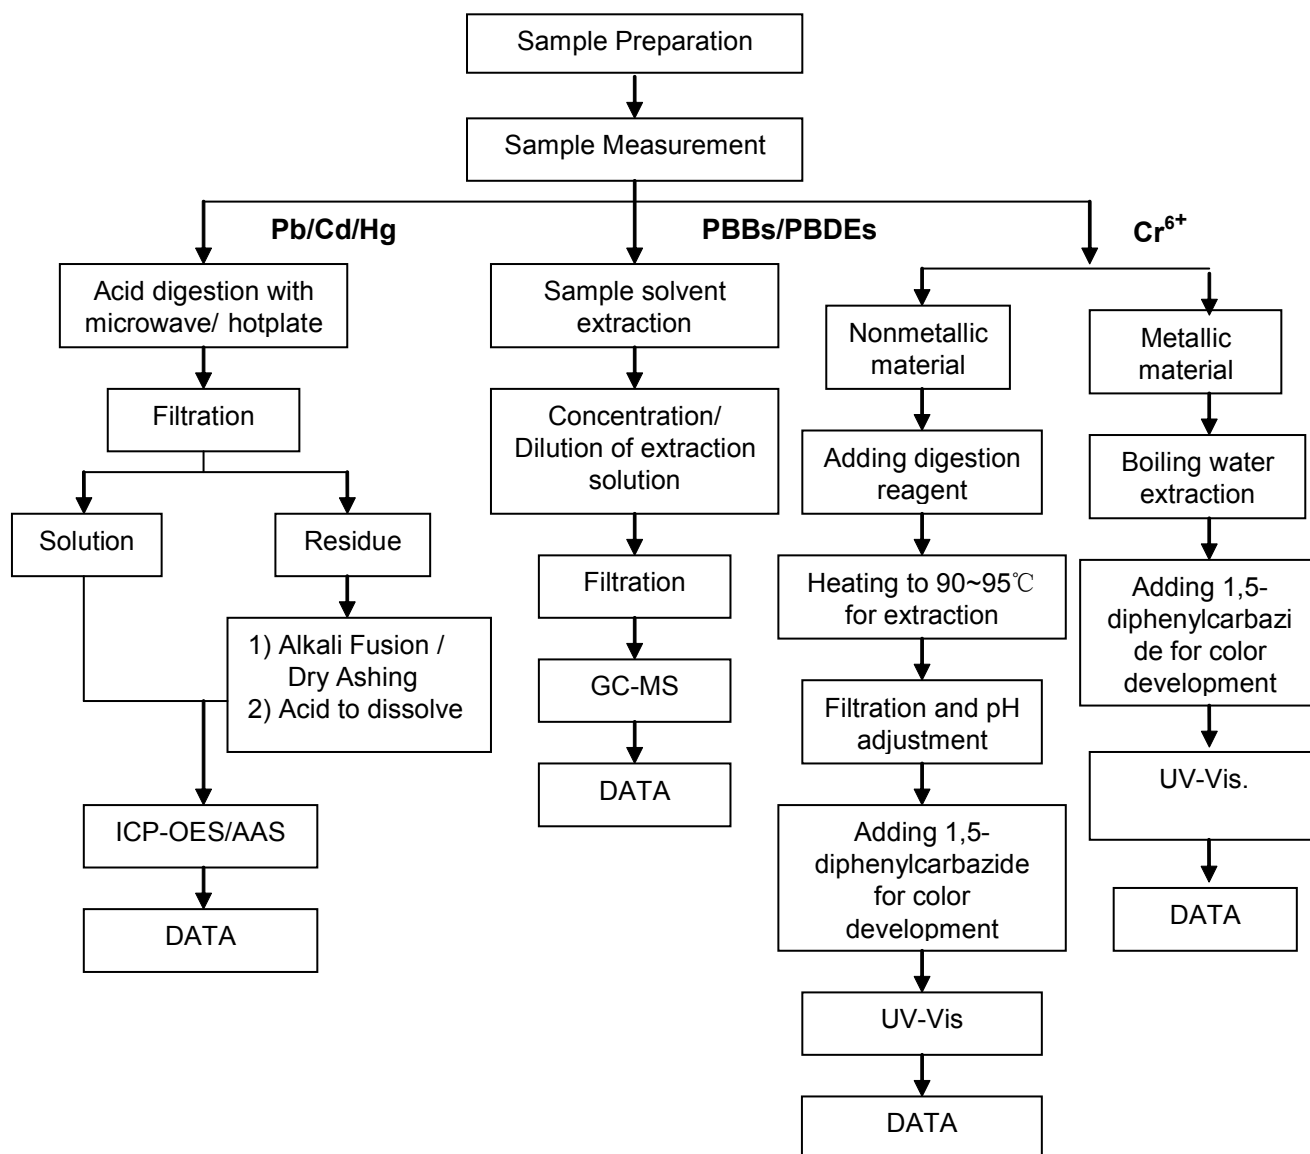 Sample Preparation
Sample Measurement
Pb/Cd/Hg
PBBs/PBDEs
Cr⁶⁺
Acid digestion with
microwave/ hotplate
Filtration
Solution
Residue
1) Alkali Fusion /
Dry Ashing
2) Acid to dissolve
ICP-OES/AAS
DATA
Sample solvent
extraction
Concentration/
Dilution of extraction
solution
Filtration
GC-MS
DATA
Nonmetallic
material
Adding digestion
reagent
Heating to 90~95℃
for extraction
Filtration and pH
adjustment
Adding 1,5-
diphenylcarbazide
for color
development
UV-Vis
DATA
Metallic
material
Boiling water
extraction
Adding 1,5-
diphenylcarbazi
de for color
development
UV-Vis.
DATA